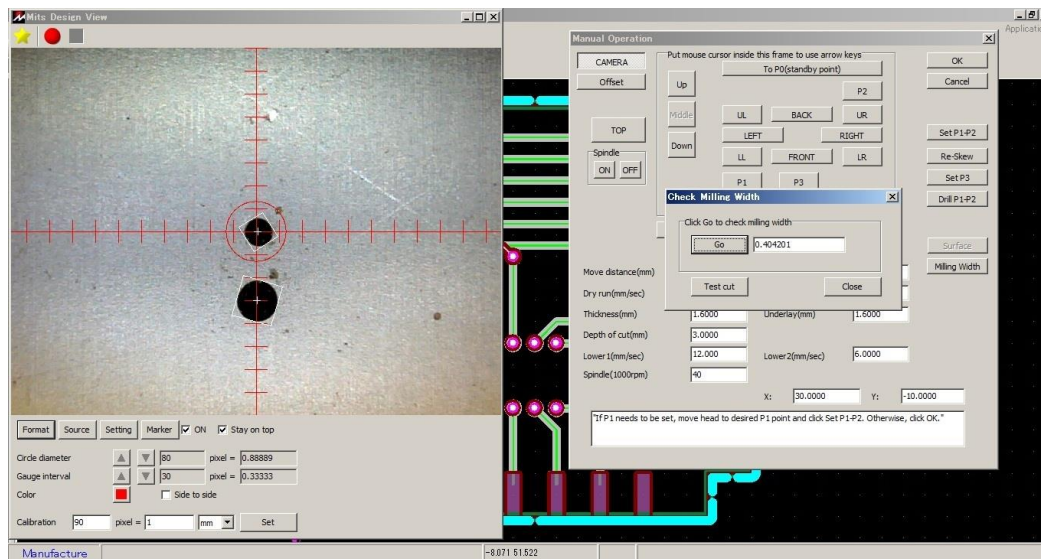 Mits Design View
Format
Source
Setting
Marker
ON
Stay on top
Circle diameter
80
pixel =
0.88889
Gauge interval
30
pixel =
0.33333
Color
Side to side
Calibration
90
pixel =
1
mm
Set
Manufacture
-8.071 51.522
Manual Operation
CAMERA
Offset
TOP
Spindle
ON
OFF
Put mouse cursor inside this frame to use arrow keys
To P0(standby point)
Up
Middle
Down
P2
UL
BACK
UR
LEFT
RIGHT
LL
FRONT
LR
P1
P3
OK
Cancel
Set P1-P2
Re-Skew
Set P3
Drill P1-P2
Surface
Milling Width
Check Milling Width
Click Go to check milling width
Go
0.404201
Test cut
Close
Move distance(mm)
Dry run(mm/sec)
Thickness(mm)
1.6000
Underlay(mm)
1.6000
Depth of cut(mm)
3.0000
Lower1(mm/sec)
12.000
Lower2(mm/sec)
6.0000
Spindle(1000rpm)
40
X:
30.0000
Y:
-10.0000
"If P1 needs to be set, move head to desired P1 point and click Set P1-P2. Otherwise, click OK."